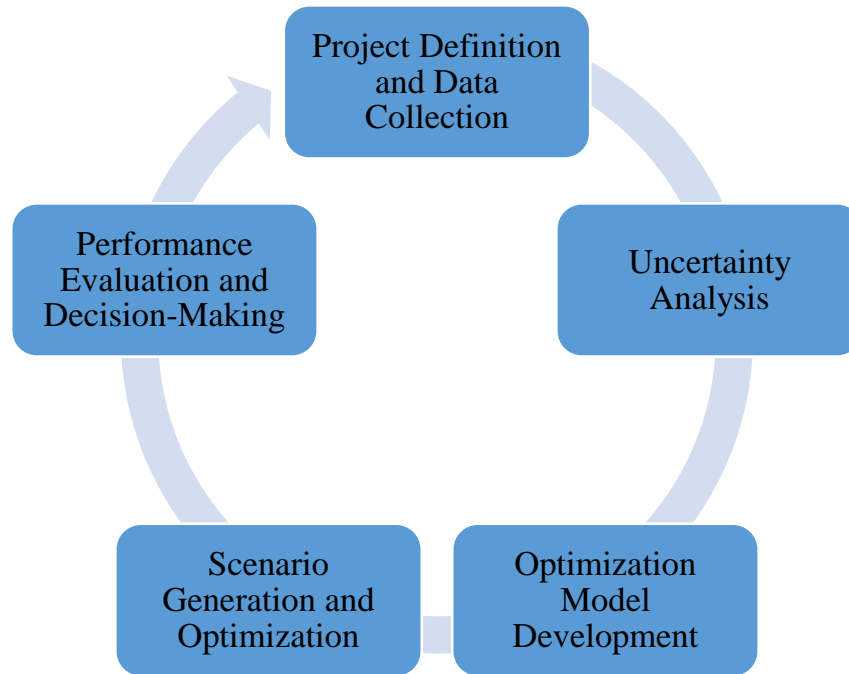 Project Definition
and Data
Collection
Uncertainty
Analysis
Optimization
Model
Development
Scenario
Generation and
Optimization
Performance
Evaluation and
Decision-Making